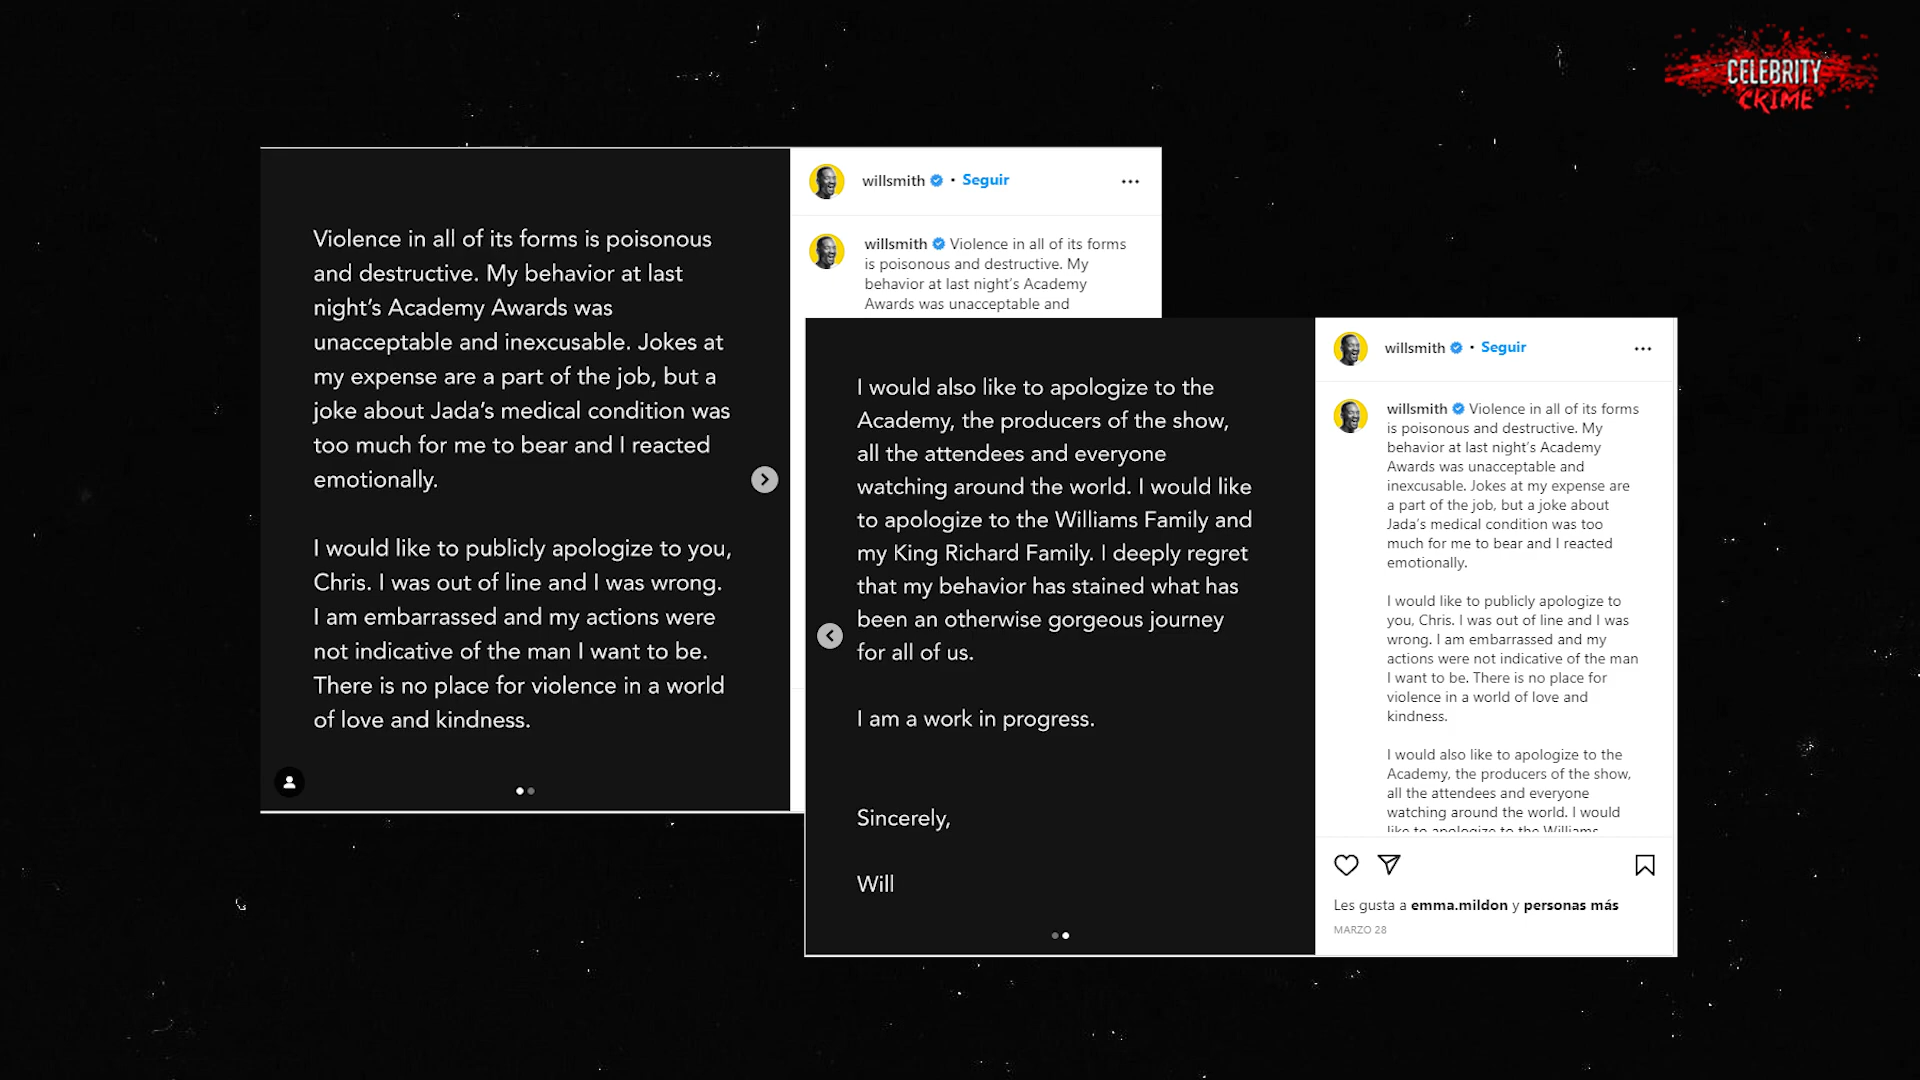 CELEBRITY
CRIME
Violence in all of its forms is poisonous
and destructive. My behavior at last
night's Academy Awards was
unacceptable and inexcusable. Jokes at
my expense are a part of the job, but a
joke about Jada's medical condition was
too much for me to bear and I reacted
emotionally.
I would like to publicly apologize to you,
Chris. I was out of line and I was wrong.
I am embarrassed and my actions were
not indicative of the man I want to be.
There is no place for violence in a world
of love and kindness.
willsmith • Seguir
willsmith Violence in all of its forms
is poisonous and destructive. My
behavior at last night's Academy
Awards was unacceptable and
I would also like to apologize to the
Academy, the producers of the show,
all the attendees and everyone
watching around the world. I would like
to apologize to the Williams Family and
my King Richard Family. I deeply regret
that my behavior has stained what has
been an otherwise gorgeous journey
for all of us.
I am a work in progress.
Sincerely,
Will
willsmith • Seguir
willsmith Violence in all of its forms
is poisonous and destructive. My
behavior at last night's Academy
Awards was unacceptable and
inexcusable. Jokes at my expense are
a part of the job, but a joke about
Jada's medical condition was too
much for me to bear and I reacted
emotionally.
I would like to publicly apologize to
you, Chris. I was out of line and I was
wrong. I am embarrassed and my
actions were not indicative of the man
I want to be. There is no place for
violence in a world of love and
kindness.
I would also like to apologize to the
Academy, the producers of the show,
all the attendees and everyone
watching around the world. I would
like to apologize to the Williams
Les gusta a emma.mildon y personas más
MARZO 28